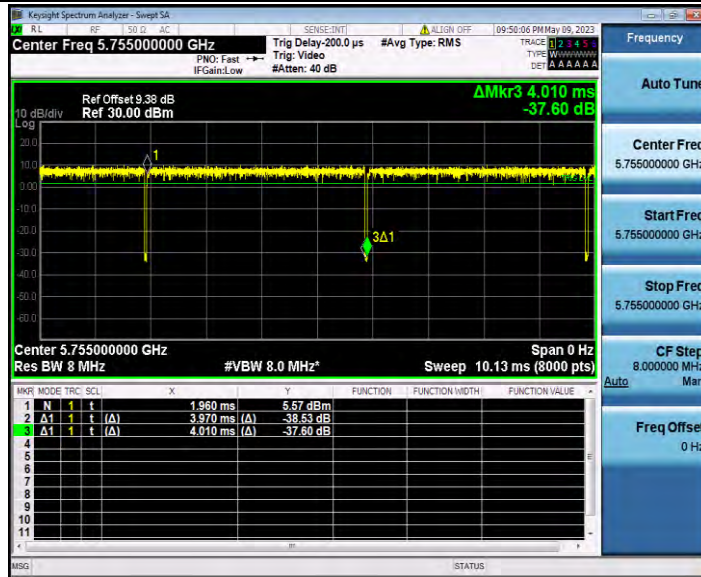 Keysight Spectrum Analyzer - Swept SA
RL RF 50 Ω AC SENSE:INT ALIGN OFF 09:50:06 PM May 09, 2023
Center Freq 5.755000000 GHz
PNO: Fast
IFGain:Low
Trig Delay-200.0 µs
Trig: Video
#Atten: 40 dB
#Avg Type: RMS
TRACE 1 2 3 4 5 6
TYPE W
DET A A A A A A
Frequency
Auto Tune
Center Freq
5.755000000 GHz
Start Freq
5.755000000 GHz
Stop Freq
5.755000000 GHz
CF Step
8.000000 MHz
Auto Man
Freq Offset
0 Hz
ΔMkr3 4.010 ms
-37.60 dB
Ref Offset 9.38 dB
10 dB/div Ref 30.00 dBm
Log
20.0
10.0
0.00
-10.0
-20.0
-30.0
-40.0
-50.0
-60.0
1
3Δ1
Center 5.755000000 GHz Span 0 Hz
Res BW 8 MHz #VBW 8.0 MHz* Sweep 10.13 ms (8000 pts)
MKR MODE TRC SCL X Y FUNCTION FUNCTION WIDTH FUNCTION VALUE
1 N 1 t 1.960 ms 5.57 dBm
2 Δ1 1 t (Δ) 3.970 ms (Δ) -38.53 dB
3 Δ1 1 t (Δ) 4.010 ms (Δ) -37.60 dB
4
5
6
7
8
9
10
11
MSG STATUS